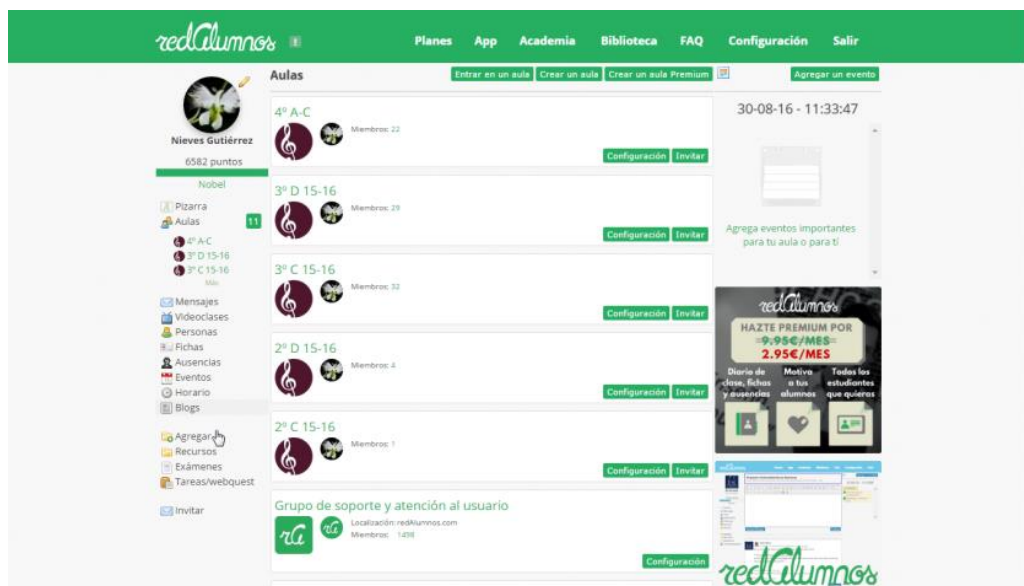 redAlumnos
Planes App Academia Biblioteca FAQ Configuración Salir
Nieves Gutiérrez
6582 puntos
Nobel
Pizarra
Aulas 11
4º A-C
3º D 15-16
3º C 15-16
Más
Mensajes
Videoclases
Personas
Fichas
Ausencias
Eventos
Horario
Blogs
Agregar
Recursos
Exámenes
Tareas/webquest
Invitar
Aulas
Entrar en un aula Crear un aula Crear un aula Premium
4º A-C
Miembros: 22
Configuración Invitar
3º D 15-16
Miembros: 29
Configuración Invitar
3º C 15-16
Miembros: 32
Configuración Invitar
2º D 15-16
Miembros: 4
Configuración Invitar
2º C 15-16
Miembros: 1
Configuración Invitar
Grupo de soporte y atención al usuario
rA
rA
Localización: redAlumnos.com
Miembros: 1498
Configuración
Agregar un evento
30-08-16 - 11:33:47
Agrega eventos importantes
para tu aula o para tí
redAlumnos
HAZTE PREMIUM POR
9.95€/MES
2.95€/MES
Diario de
clase, fichas
y ausencias
Motiva
a tus
alumnos
Todos los
estudiantes
que quieras
redAlumnos